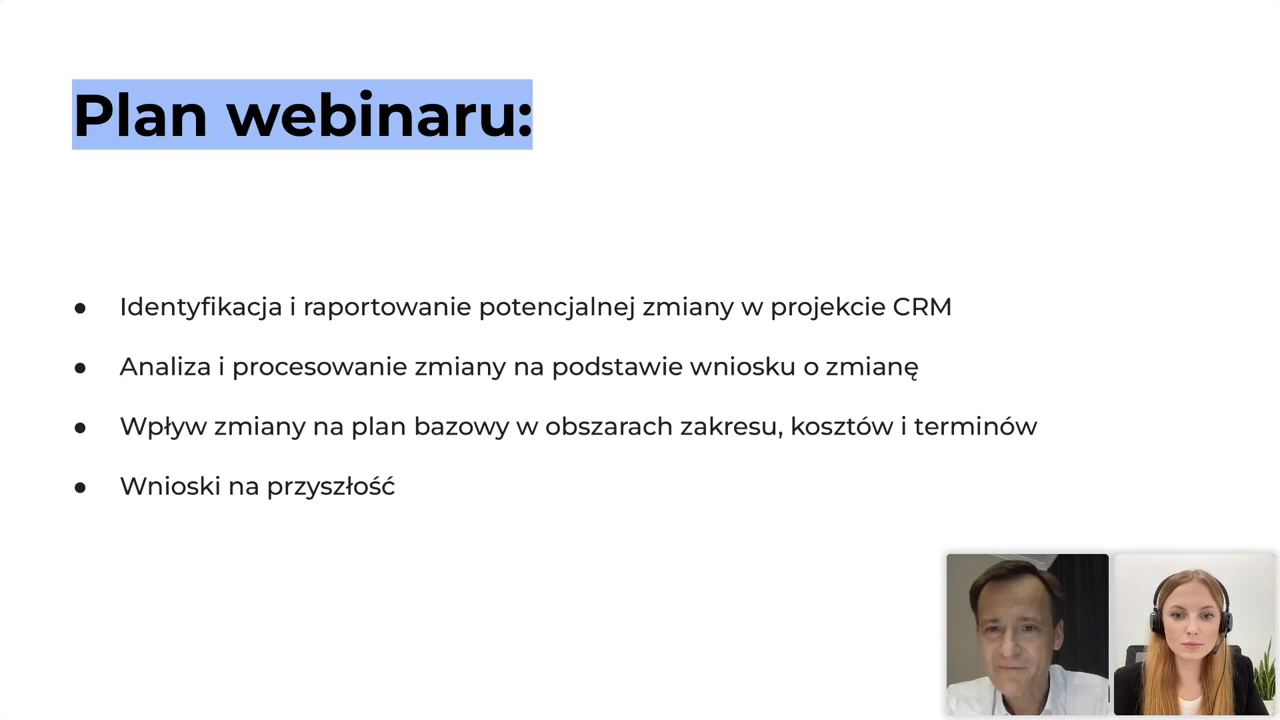 Plan webinaru:
● Identyfikacja i raportowanie potencjalnej zmiany w projekcie CRM
● Analiza i procesowanie zmiany na podstawie wniosku o zmianę
● Wpływ zmiany na plan bazowy w obszarach zakresu, kosztów i terminów
● Wnioski na przyszłość